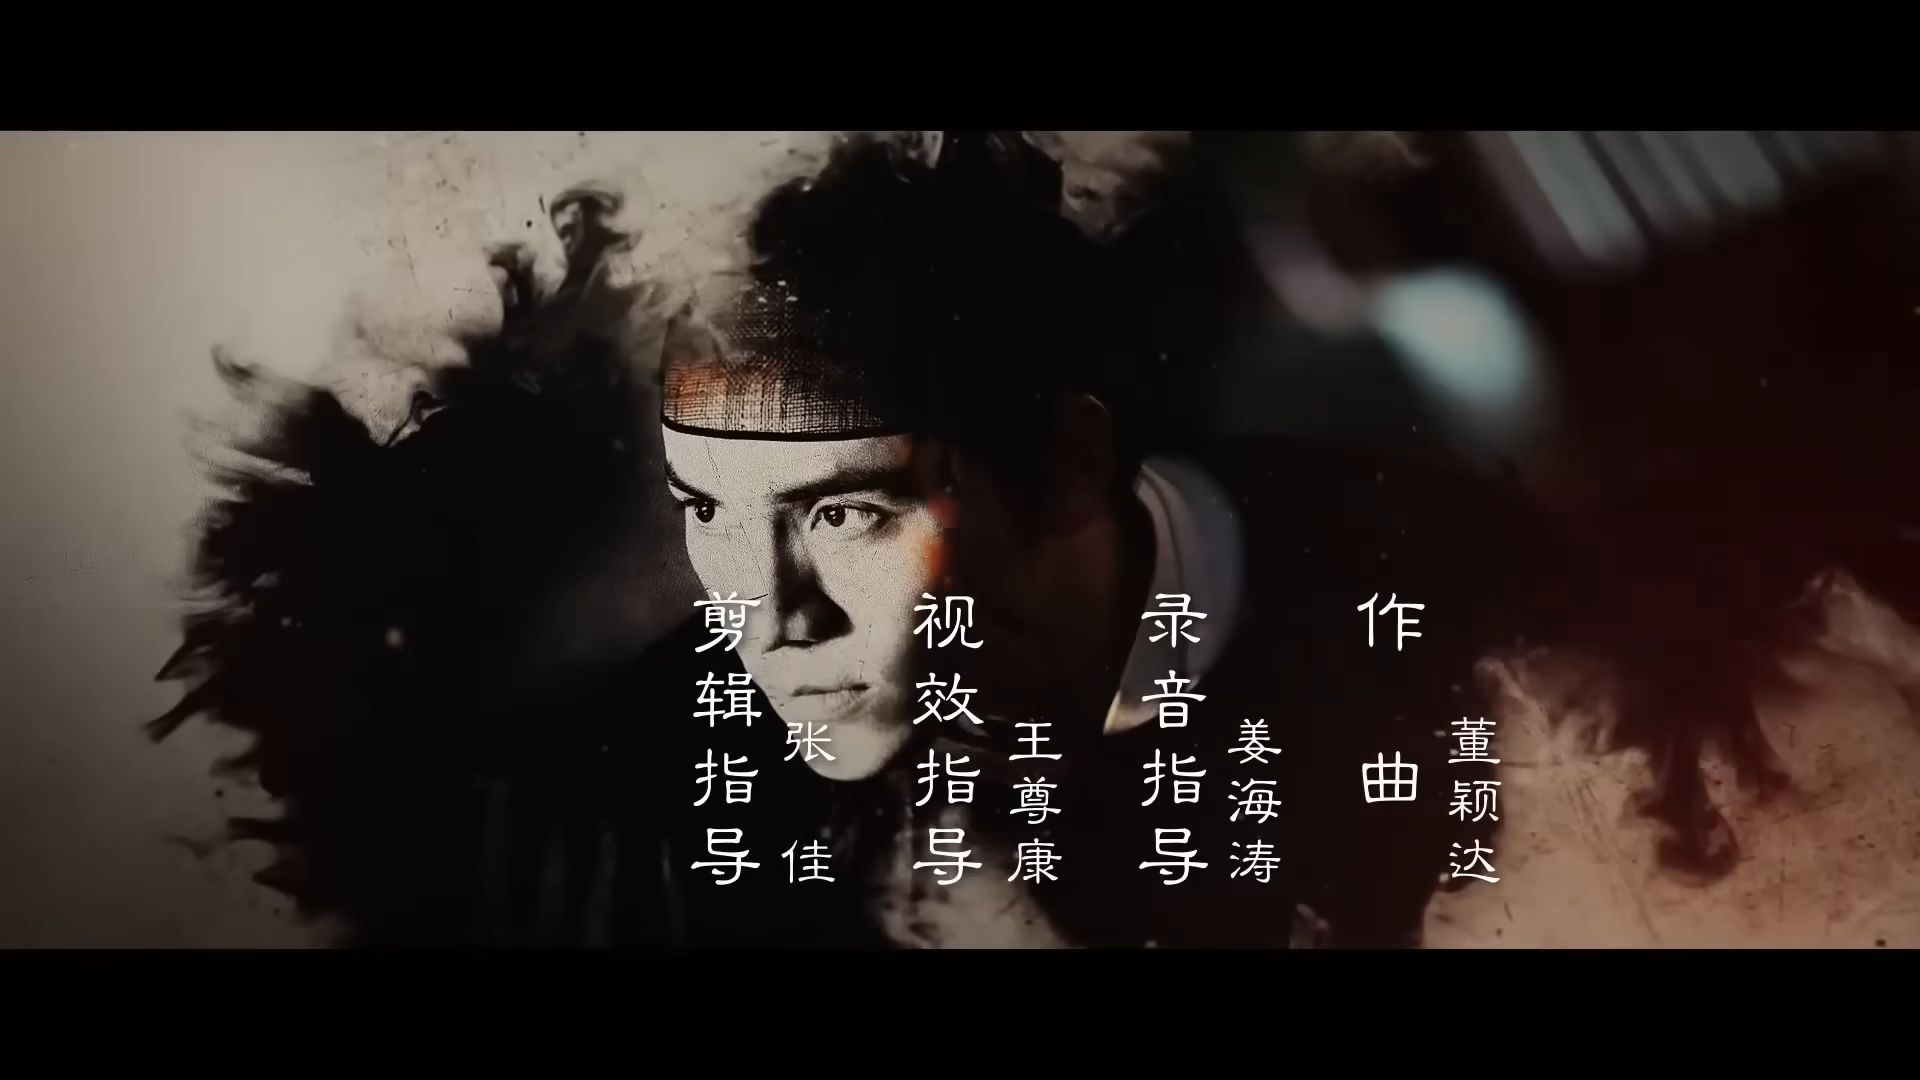 作曲
董颖达
录音指导
姜海涛
视效指导
王尊康
剪辑指导
张佳